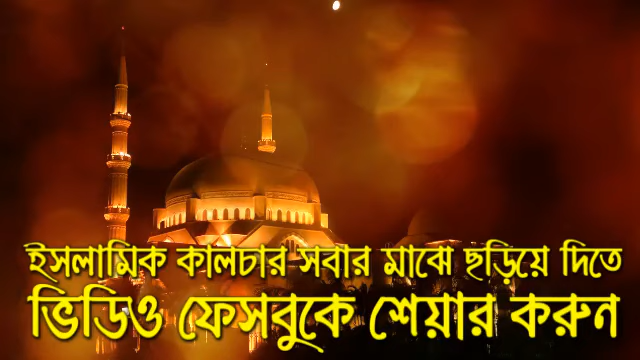 ইসলামিক কালচার সবার মাঝে ছড়িয়ে দিতে
ভিডিও ফেসবুকে শেয়ার করুন